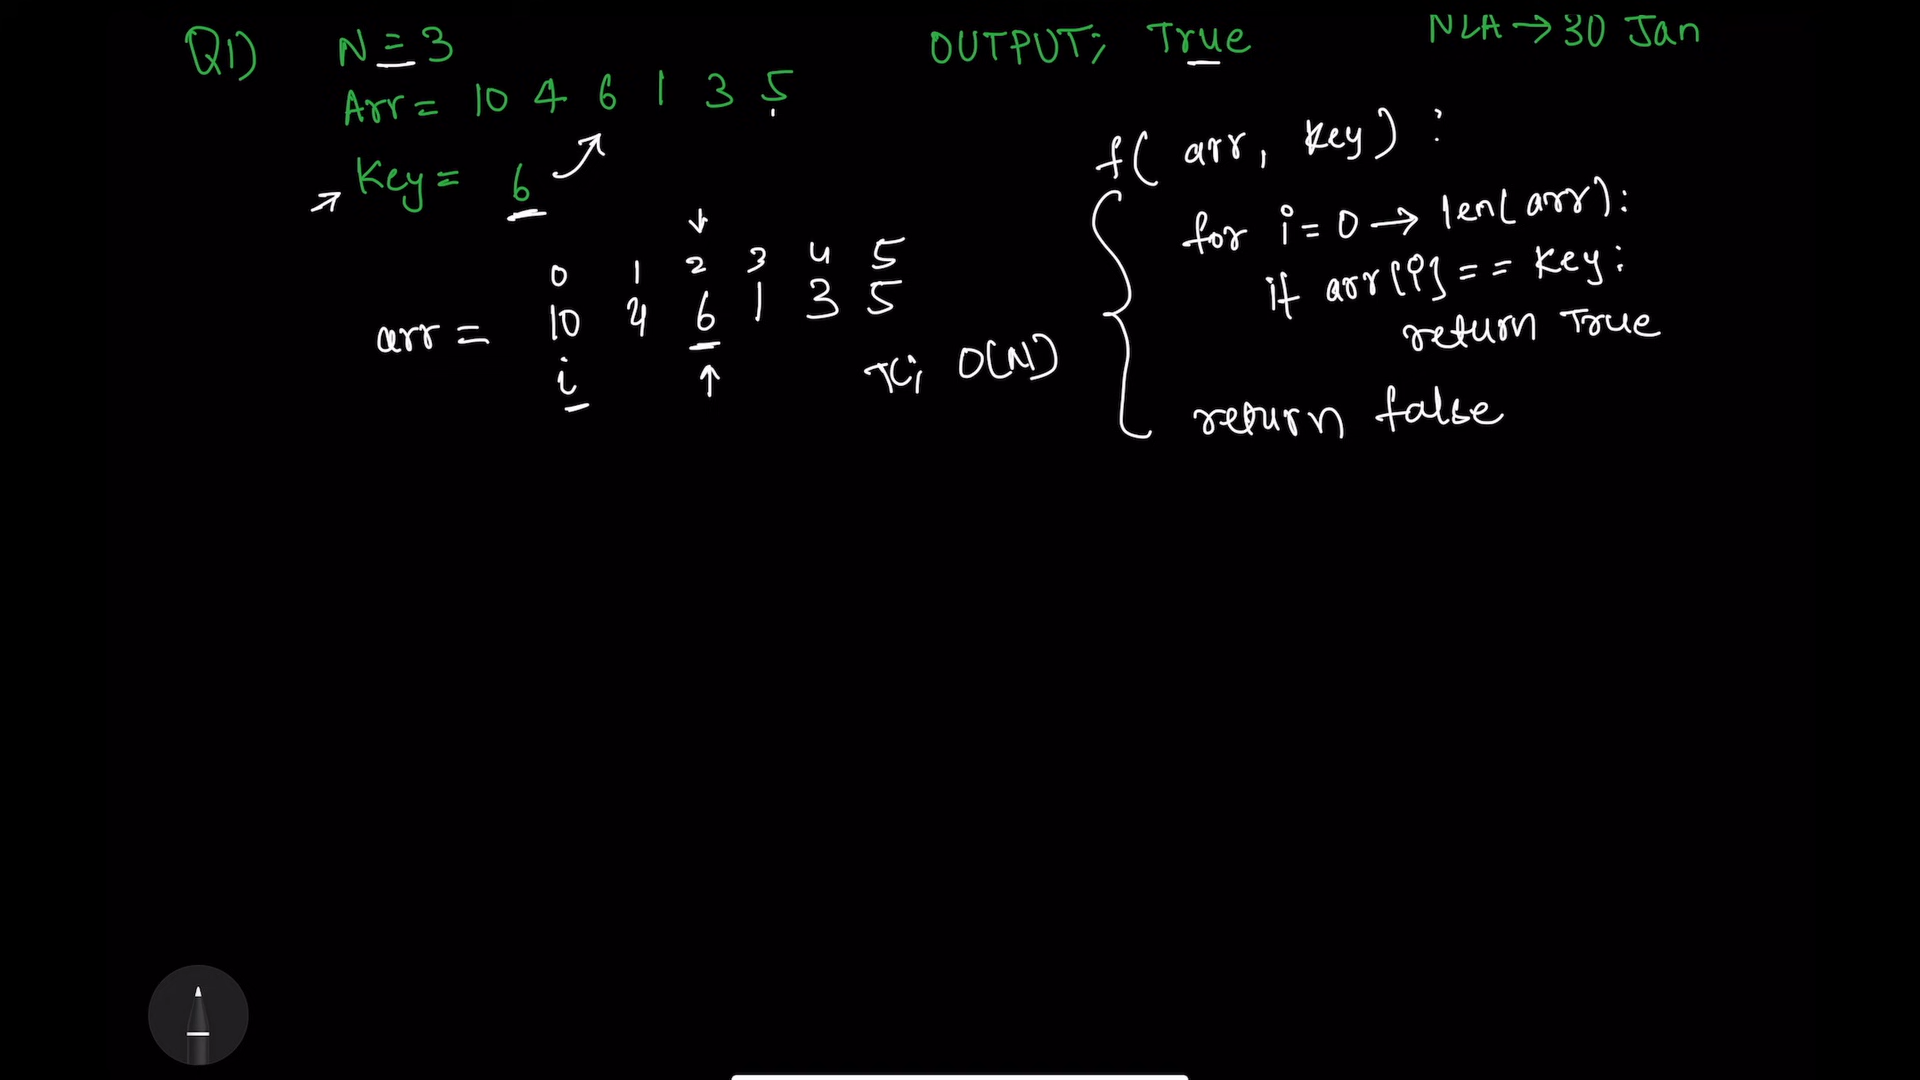 Q1) N = 3
Arr = 10 4 6 1 3 5
Key = 6
OUTPUT; True
NLA → 30 Jan
0 1 2 3 4 5
arr = 10 4 6 1 3 5
i
TC; O(N)
f( arr, key) :
for i = 0 → len(arr):
if arr[i] == key:
return True
return false